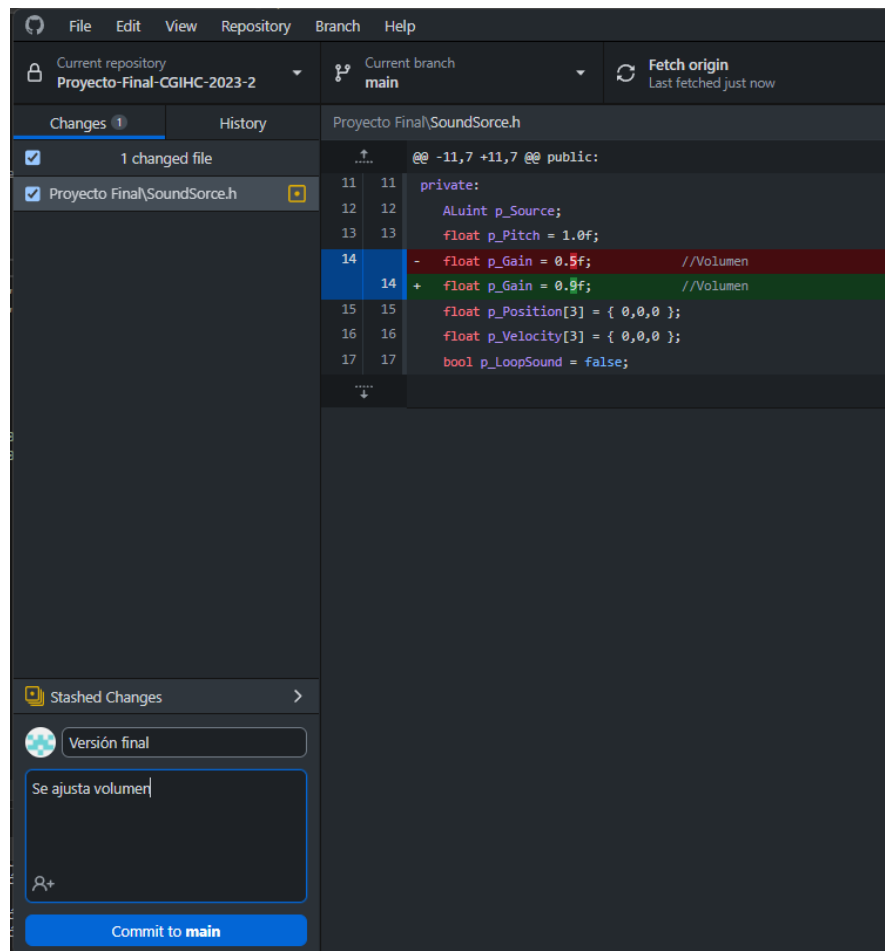 File Edit View Repository Branch Help
Current repository
Proyecto-Final-CGIHC-2023-2
Current branch
main
Fetch origin
Last fetched just now
Changes 1 History
1 changed file
Proyecto Final\SoundSorce.h
Proyecto Final\SoundSorce.h
@@ -11,7 +11,7 @@ public:
11 11 private:
12 12 ALuint p_Source;
13 13 float p_Pitch = 1.0f;
14 - float p_Gain = 0.5f; //Volumen
14 + float p_Gain = 0.9f; //Volumen
15 15 float p_Position[3] = { 0,0,0 };
16 16 float p_Velocity[3] = { 0,0,0 };
17 17 bool p_LoopSound = false;
Stashed Changes
Versión final
Se ajusta volumen
Commit to main